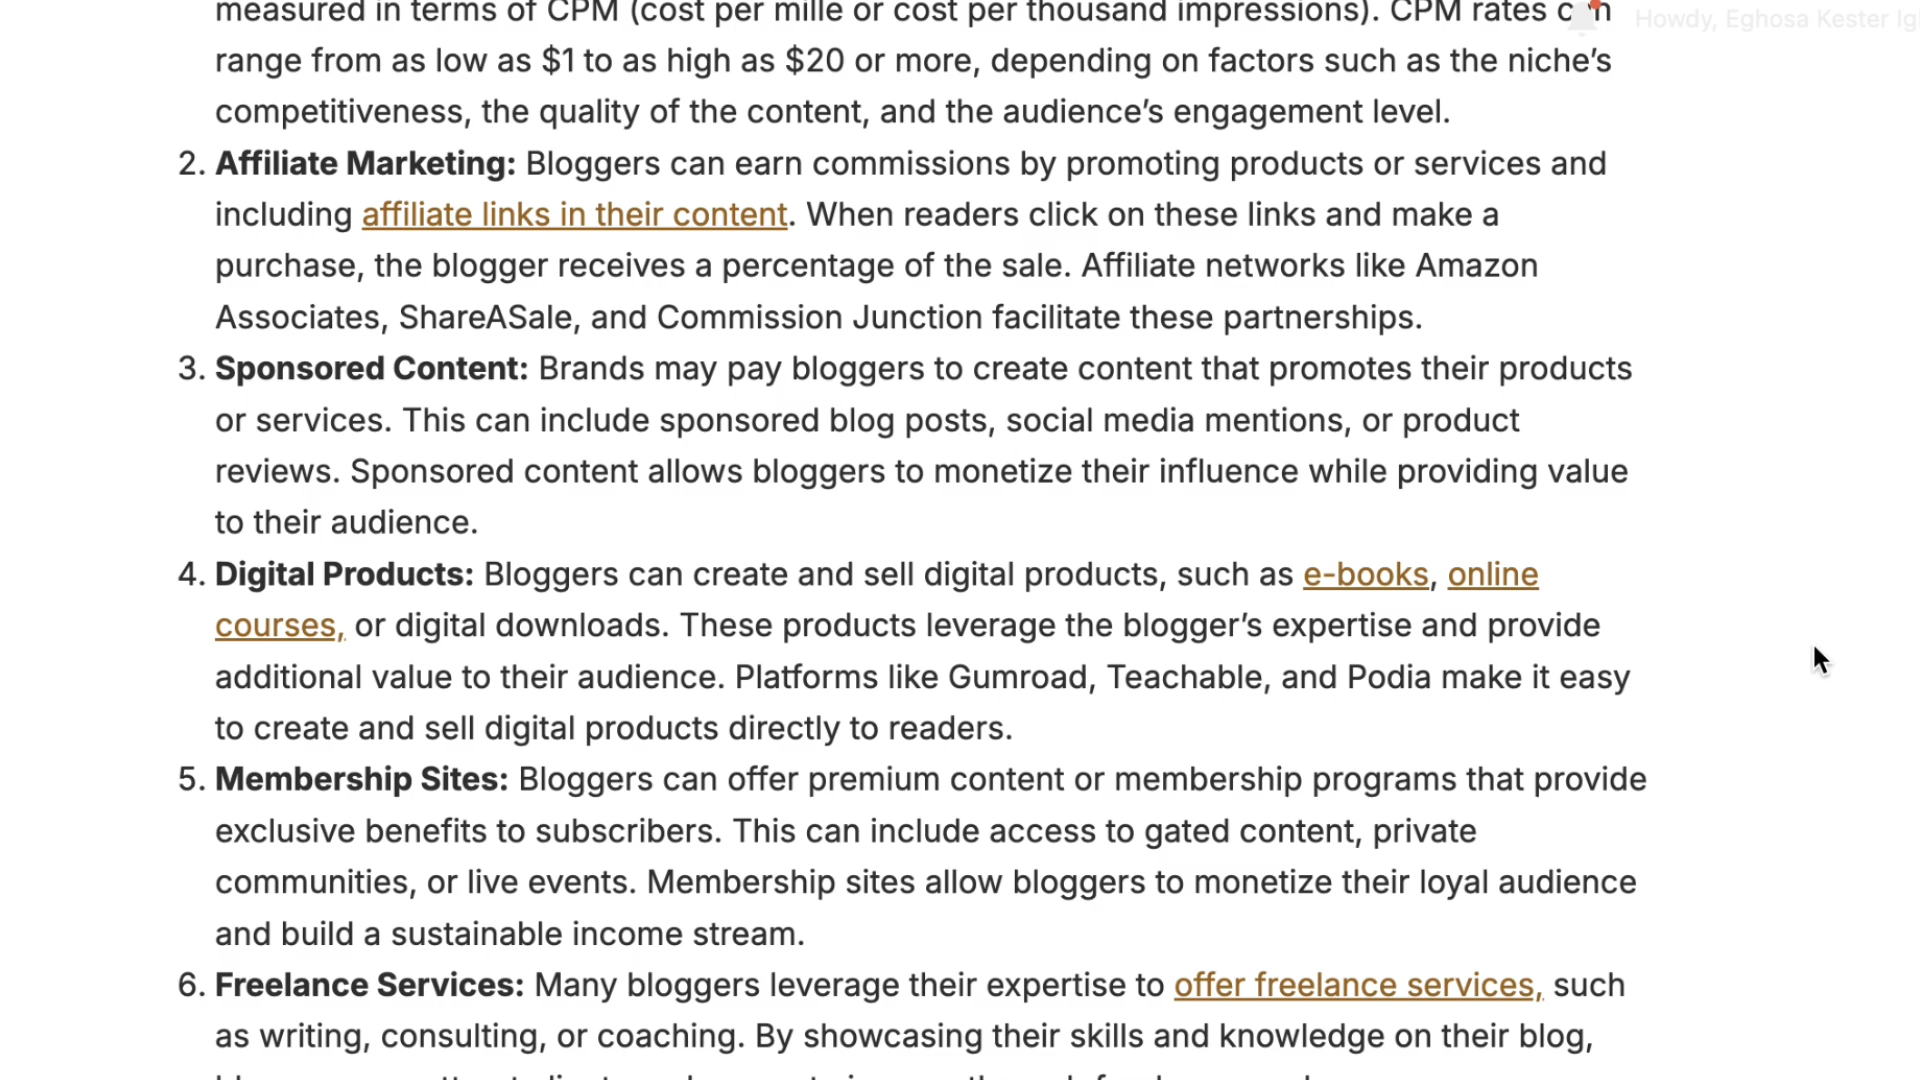 measured in terms of CPM (cost per mille or cost per thousand impressions). CPM rates can
Howdy, Eghosa Kester
range from as low as $1 to as high as $20 or more, depending on factors such as the niche’s
competitiveness, the quality of the content, and the audience’s engagement level.
2. Affiliate Marketing: Bloggers can earn commissions by promoting products or services and
including affiliate links in their content. When readers click on these links and make a
purchase, the blogger receives a percentage of the sale. Affiliate networks like Amazon
Associates, ShareASale, and Commission Junction facilitate these partnerships.
3. Sponsored Content: Brands may pay bloggers to create content that promotes their products
or services. This can include sponsored blog posts, social media mentions, or product
reviews. Sponsored content allows bloggers to monetize their influence while providing value
to their audience.
4. Digital Products: Bloggers can create and sell digital products, such as e-books, online
courses, or digital downloads. These products leverage the blogger’s expertise and provide
additional value to their audience. Platforms like Gumroad, Teachable, and Podia make it easy
to create and sell digital products directly to readers.
5. Membership Sites: Bloggers can offer premium content or membership programs that provide
exclusive benefits to subscribers. This can include access to gated content, private
communities, or live events. Membership sites allow bloggers to monetize their loyal audience
and build a sustainable income stream.
6. Freelance Services: Many bloggers leverage their expertise to offer freelance services, such
as writing, consulting, or coaching. By showcasing their skills and knowledge on their blog,